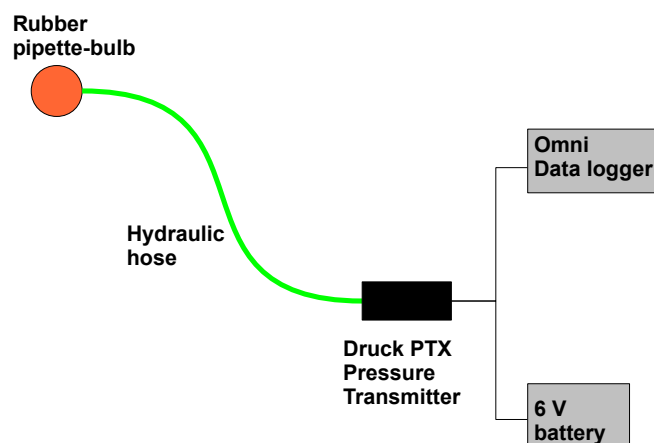 Rubber
pipette-bulb
Omni
Data logger
Hydraulic
hose
Druck PTX
Pressure
Transmitter
6 V
battery